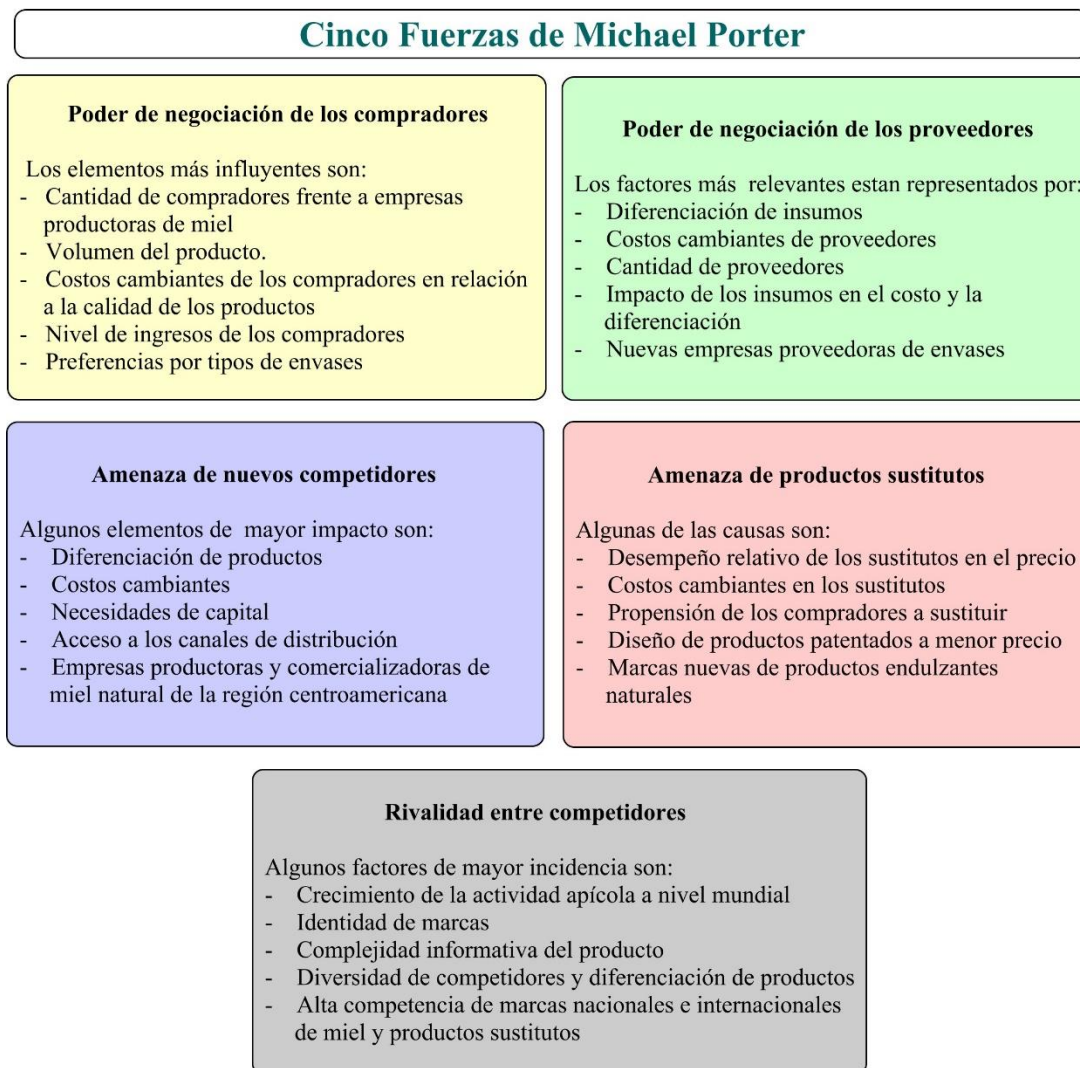 Cinco Fuerzas de Michael Porter
Poder de negociación de los compradores
Los elementos más influyentes son:
- Cantidad de compradores frente a empresas
productoras de miel
- Volumen del producto.
- Costos cambiantes de los compradores en relación
a la calidad de los productos
- Nivel de ingresos de los compradores
- Preferencias por tipos de envases
Poder de negociación de los proveedores
Los factores más relevantes estan representados por:
- Diferenciación de insumos
- Costos cambiantes de proveedores
- Cantidad de proveedores
- Impacto de los insumos en el costo y la
diferenciación
- Nuevas empresas proveedoras de envases
Amenaza de nuevos competidores
Algunos elementos de mayor impacto son:
- Diferenciación de productos
- Costos cambiantes
- Necesidades de capital
- Acceso a los canales de distribución
- Empresas productoras y comercializadoras de
miel natural de la región centroamericana
Amenaza de productos sustitutos
Algunas de las causas son:
- Desempeño relativo de los sustitutos en el precio
- Costos cambiantes en los sustitutos
- Propensión de los compradores a sustituir
- Diseño de productos patentados a menor precio
- Marcas nuevas de productos endulzantes
naturales
Rivalidad entre competidores
Algunos factores de mayor incidencia son:
- Crecimiento de la actividad apícola a nivel mundial
- Identidad de marcas
- Complejidad informativa del producto
- Diversidad de competidores y diferenciación de productos
- Alta competencia de marcas nacionales e internacionales
de miel y productos sustitutos